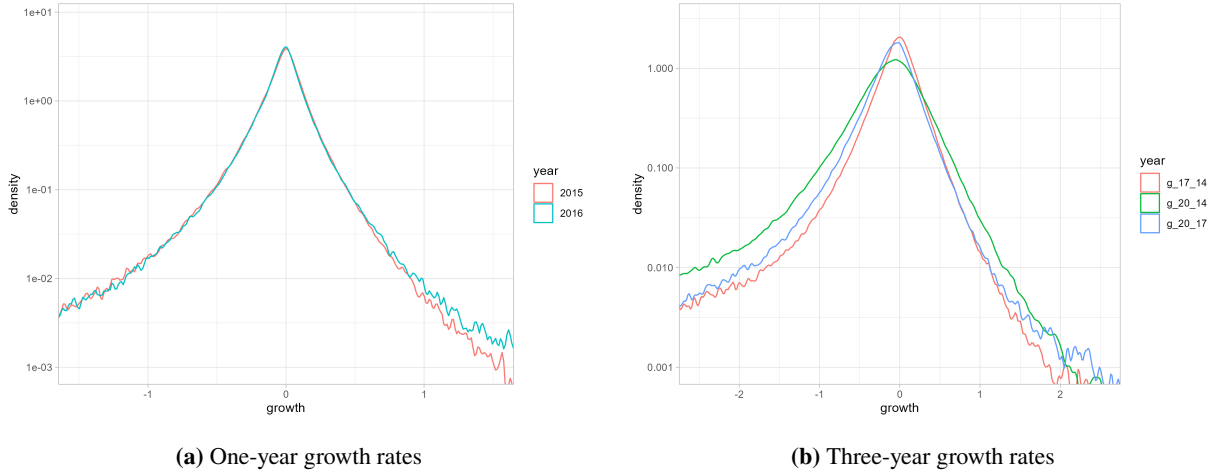 1e+01
1e+00
1e-01
1e-02
1e-03
density
-1
0
1
growth
year
2015
2016
(a) One-year growth rates
1.000
0.100
0.010
0.001
density
-2
-1
0
1
2
growth
year
g_17_14
g_20_14
g_20_17
(b) Three-year growth rates